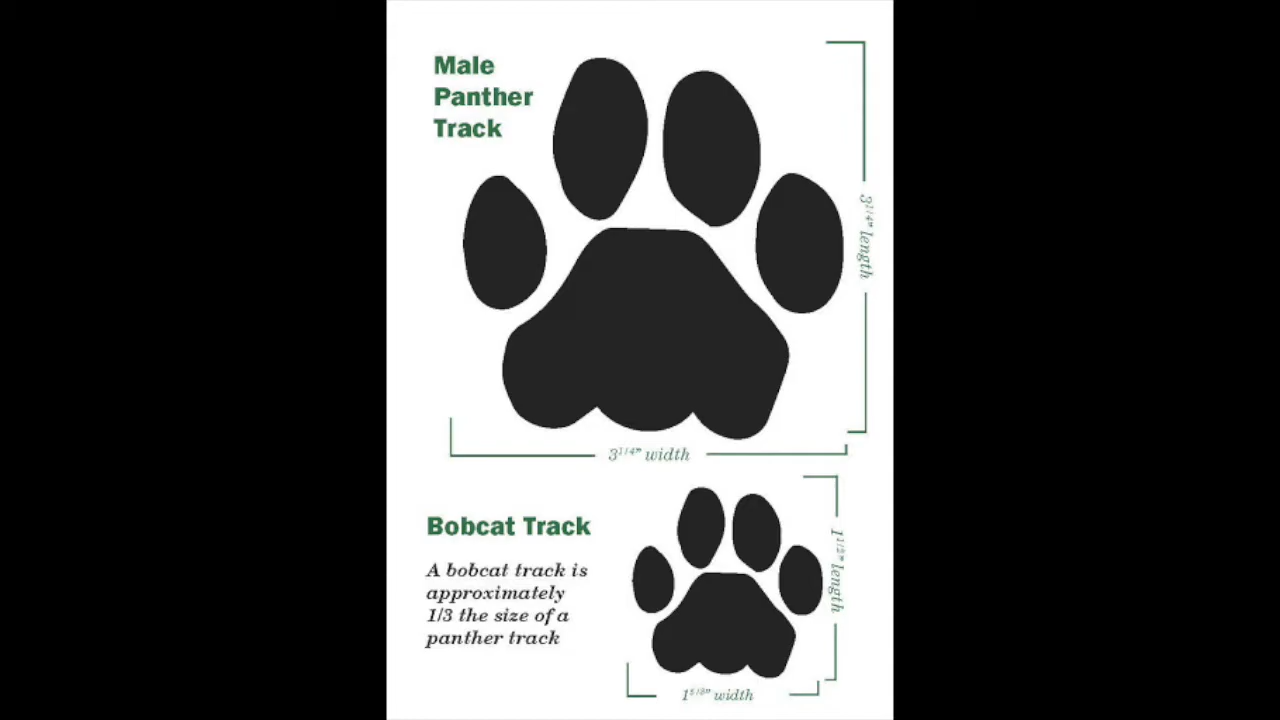 Male
Panther
Track
3 1/4" length
3 1/4" width
Bobcat Track
A bobcat track is
approximately
1/3 the size of a
panther track
1 1/2" length
1 5/8" width